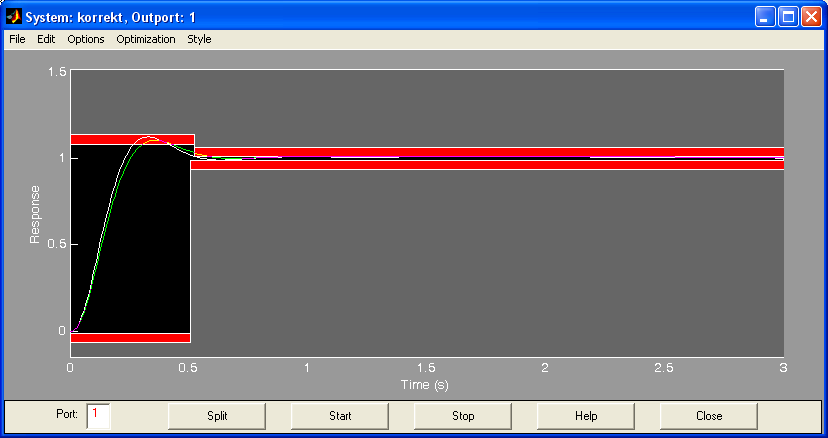 System: korrekt, Outport: 1
File Edit Options Optimization Style
1.5
1
0.5
0
Response
0 0.5 1 1.5 2 2.5 3
Time (s)
Port: 1 Split Start Stop Help Close